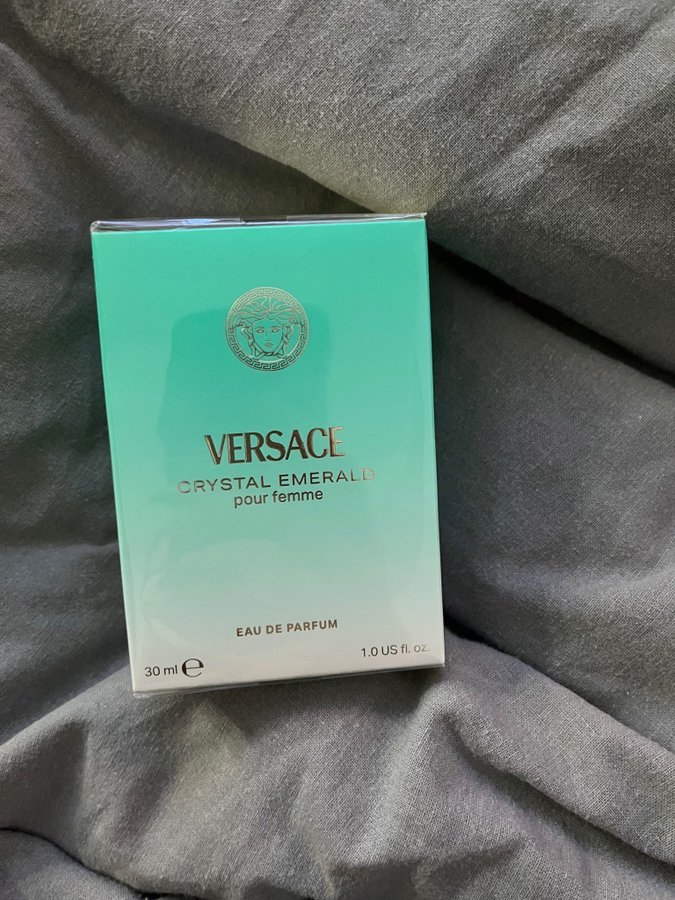 VERSACE
CRYSTAL EMERALD
pour femme
EAU DE PARFUM
30 ml e
1.0 US fl. oz.